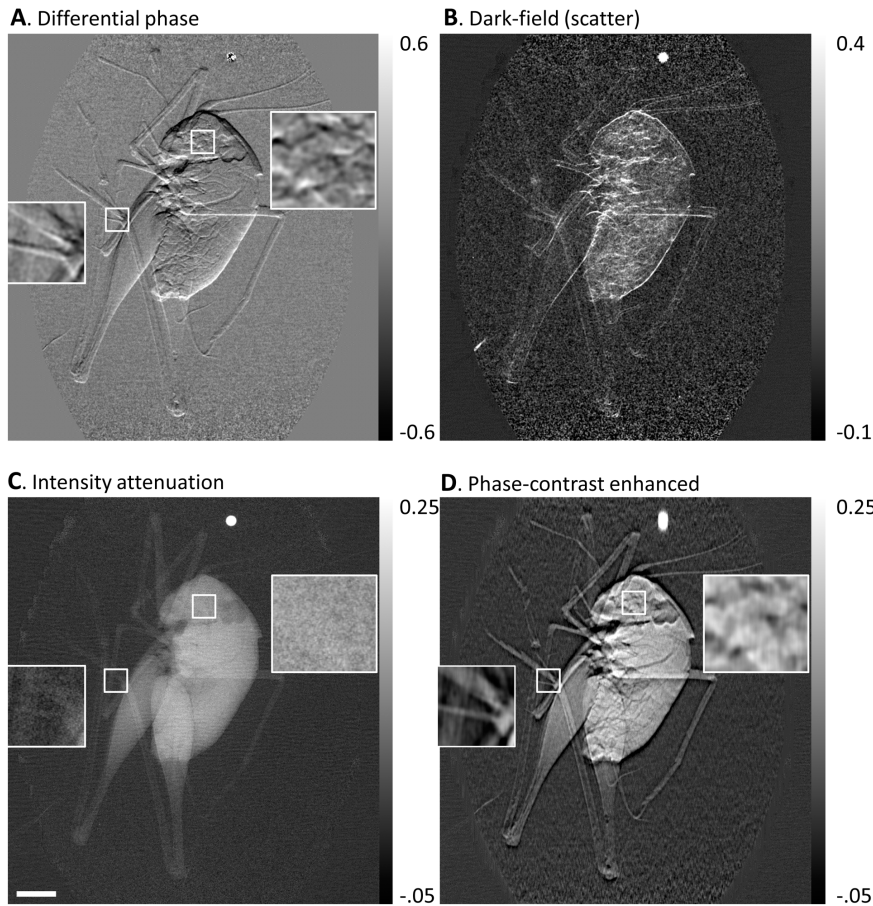 A. Differential phase
0.6
-0.6
B. Dark-field (scatter)
0.4
-0.1
C. Intensity attenuation
0.25
-.05
D. Phase-contrast enhanced
0.25
-.05